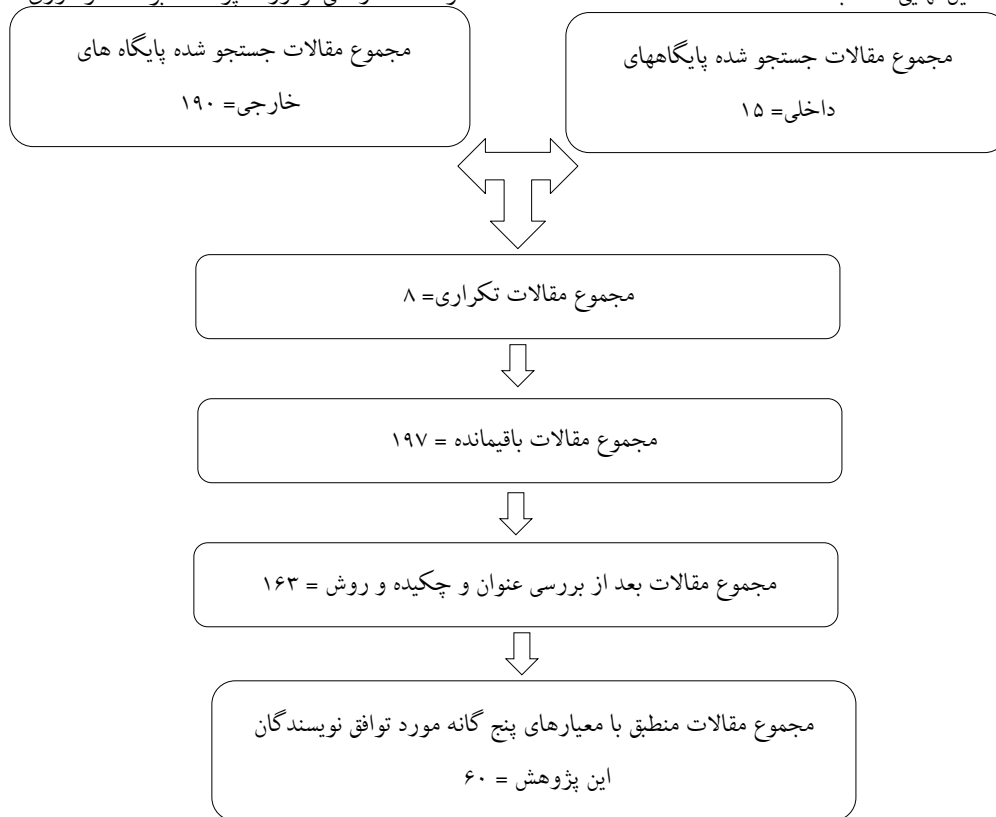 مجموع مقالات جستجو شده پایگاههای
داخلی= ۱۵
مجموع مقالات جستجو شده پایگاه های
خارجی= ۱۹۰
مجموع مقالات تکراری= ۸
مجموع مقالات باقیمانده = ۱۹۷
مجموع مقالات بعد از بررسی عنوان و چکیده و روش = ۱۶۳
مجموع مقالات منطبق با معیارهای پنج گانه مورد توافق نویسندگان
این پژوهش = ۶۰